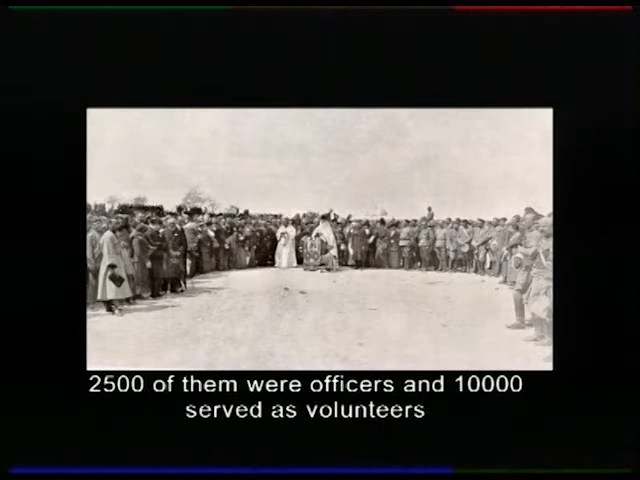 2500 of them were officers and 10000
served as volunteers